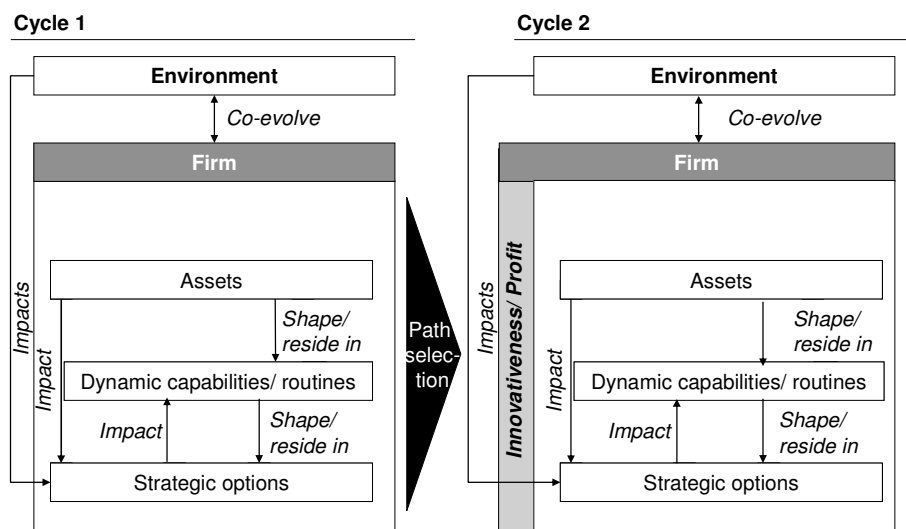 Cycle 1
Environment
Co-evolve
Firm
Assets
Shape/
reside in
Dynamic capabilities/ routines
Impact
Shape/
reside in
Strategic options
Impacts
Impact
Path
selec-
tion
Cycle 2
Environment
Co-evolve
Firm
Innovativeness/ Profit
Assets
Shape/
reside in
Dynamic capabilities/ routines
Impact
Shape/
reside in
Strategic options
Impacts
Impact